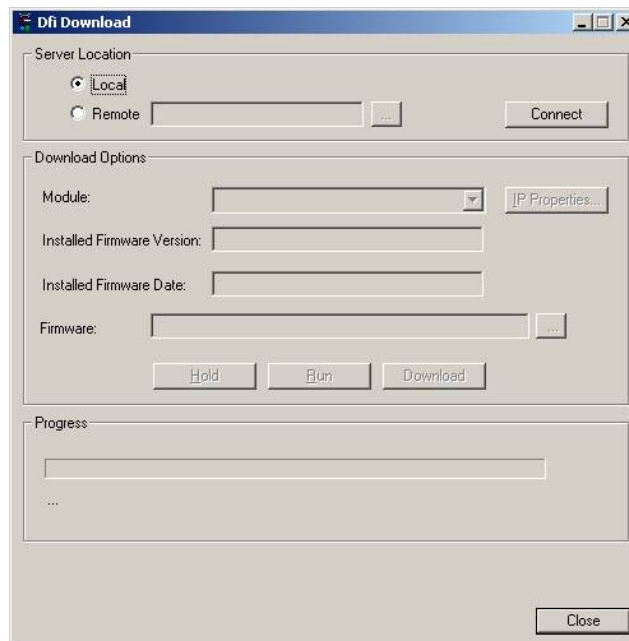 Dfi Download
Server Location
Local
Remote ... Connect
Download Options
Module: IP Properties...
Installed Firmware Version:
Installed Firmware Date:
Firmware: ...
Hold Run Download
Progress
...
Close